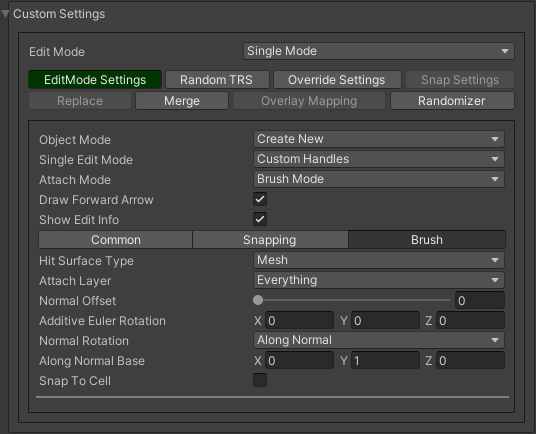 Custom Settings
Edit Mode Single Mode
EditMode Settings Random TRS Override Settings Snap Settings
Replace Merge Overlay Mapping Randomizer
Object Mode Create New
Single Edit Mode Custom Handles
Attach Mode Brush Mode
Draw Forward Arrow
Show Edit Info
Common Snapping Brush
Hit Surface Type Mesh
Attach Layer Everything
Normal Offset 0
Additive Euler Rotation X 0 Y 0 Z 0
Normal Rotation Along Normal
Along Normal Base X 0 Y 1 Z 0
Snap To Cell